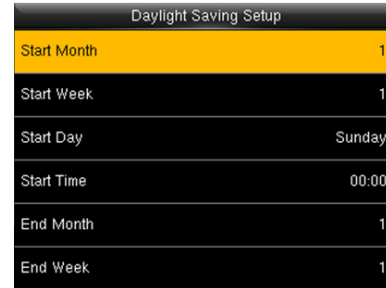 Daylight Saving Setup
Start Month 1
Start Week 1
Start Day Sunday
Start Time 00:00
End Month 1
End Week 1